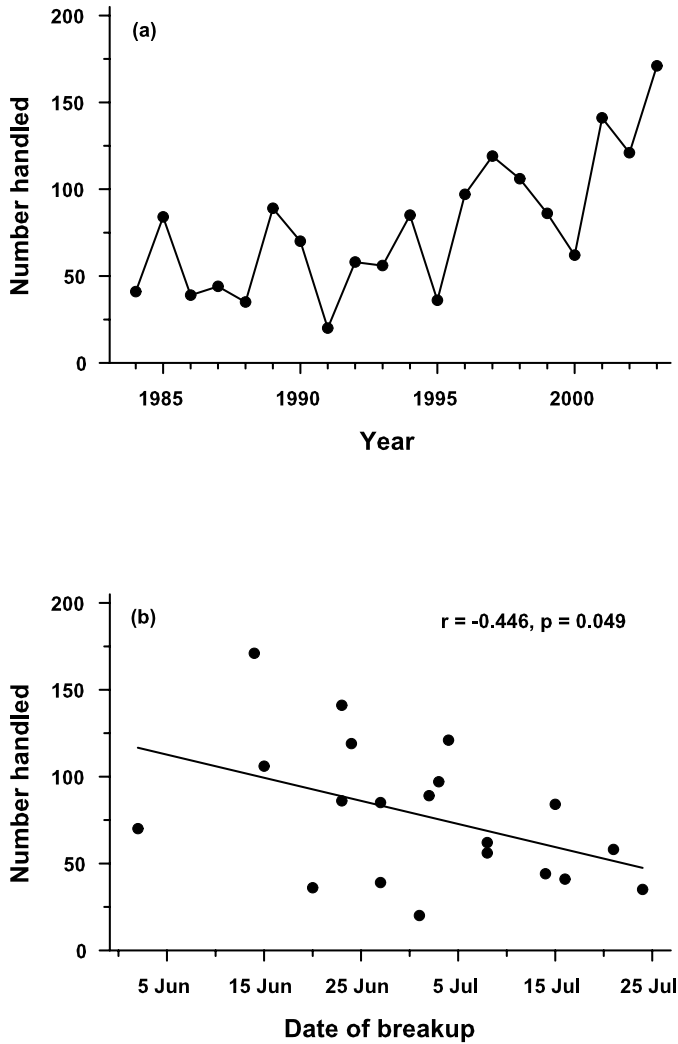 (a)
200
150
100
50
0
Number handled
1985 1990 1995 2000
Year
(b)
r = -0.446, p = 0.049
200
150
100
50
0
Number handled
5 Jun 15 Jun 25 Jun 5 Jul 15 Jul 25 Jul
Date of breakup